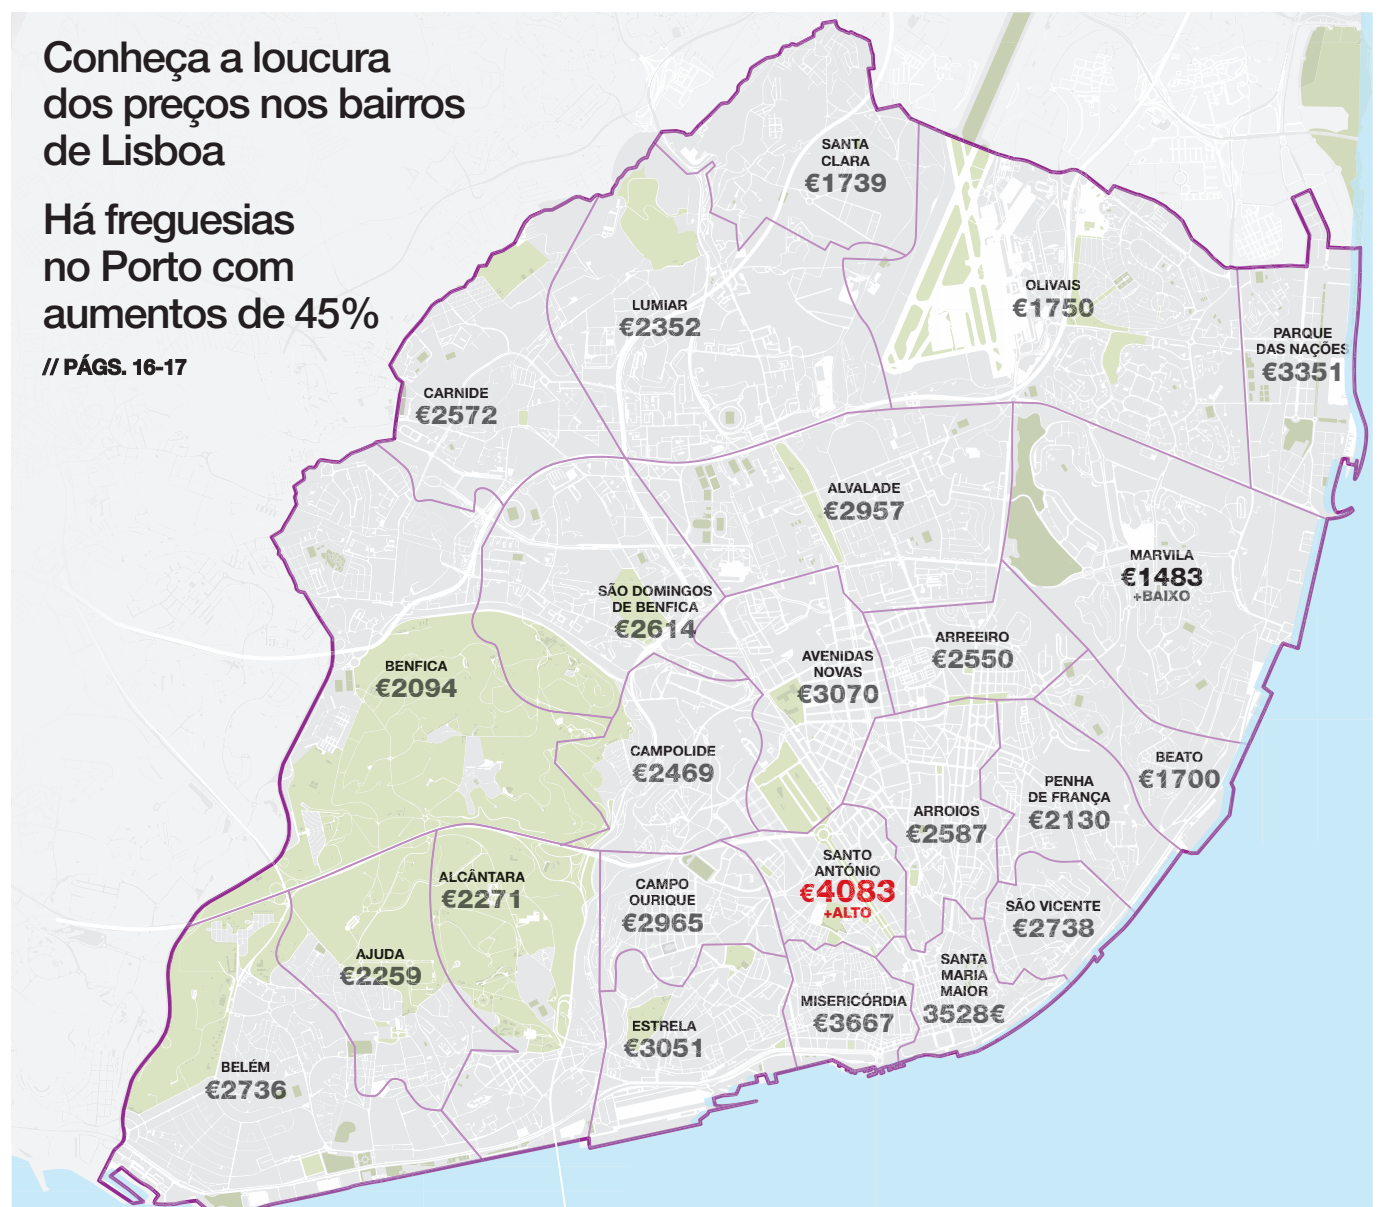 Conheça a loucura
dos preços nos bairros
de Lisboa
Há freguesias
no Porto com
aumentos de 45%
// PÁGS. 16-17
SANTA
CLARA
€1739
OLIVAIS
€1750
LUMIAR
€2352
PARQUE
DAS NAÇÕES
€3351
CARNIDE
€2572
ALVALADE
€2957
MARVILA
€1483
+BAIXO
SÃO DOMINGOS
DE BENFICA
€2614
ARREEIRO
€2550
AVENIDAS
NOVAS
€3070
BENFICA
€2094
CAMPOLIDE
€2469
BEATO
€1700
PENHA
DE FRANÇA
€2130
ARROIOS
€2587
SANTO
ANTÓNIO
€4083
+ALTO
ALCÂNTARA
€2271
CAMPO
OURIQUE
€2965
SÃO VICENTE
€2738
AJUDA
€2259
SANTA
MARIA
MAIOR
3528€
MISERICÓRDIA
€3667
ESTRELA
€3051
BELÉM
€2736